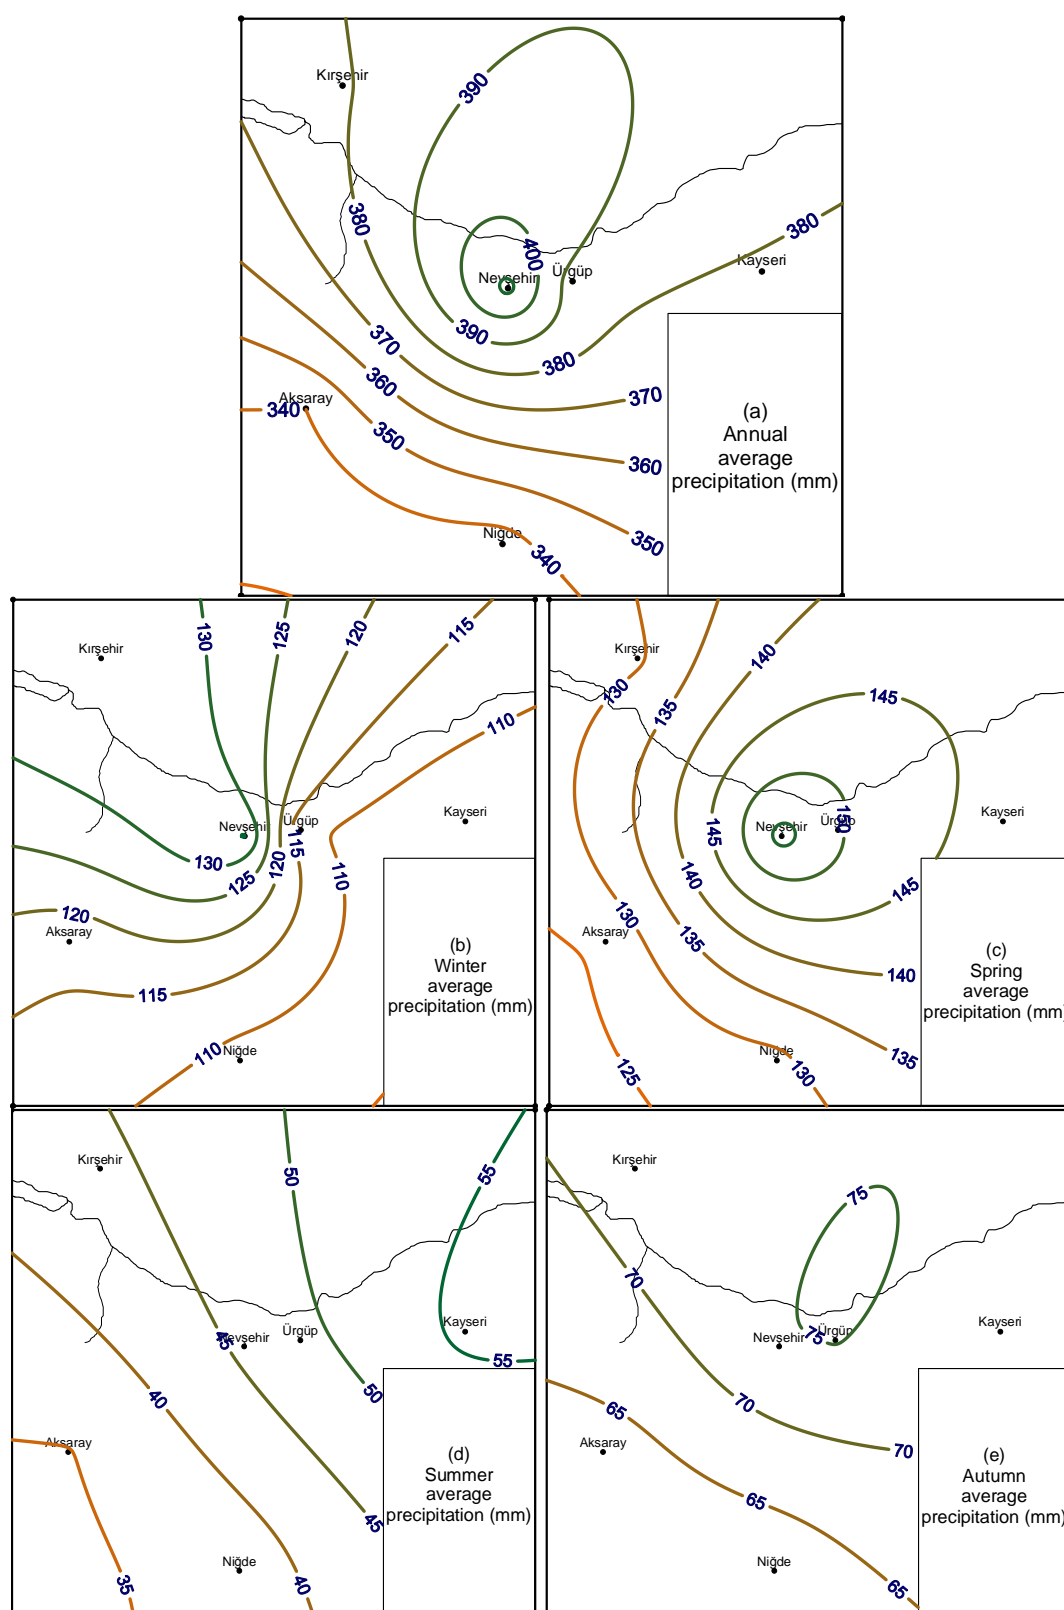 Kırşehir
390
380
400
380
Kayseri
Nevşehir
Ürgüp
370
390
380
360
370
Aksaray
340
350
360
350
Niğde
340
(a)
Annual
average
precipitation (mm)
130
125
120
115
Kırşehir
110
Kayseri
Nevşehir
Ürgüp
115
130
125
120
110
120
Aksaray
115
110
Niğde
(b)
Winter
average
precipitation (mm)
Kırşehir
140
130
135
145
150
Kayseri
Nevşehir
Ürgüp
145
140
145
130
135
Aksaray
140
135
Niğde
125
130
(c)
Spring
average
precipitation (mm)
Kırşehir
50
55
45
Nevşehir
Ürgüp
Kayseri
55
40
50
Aksaray
45
Niğde
35
40
(d)
Summer
average
precipitation (mm)
Kırşehir
75
70
75
Nevşehir
Ürgüp
Kayseri
65
70
70
Aksaray
65
Niğde
65
(e)
Autumn
average
precipitation (mm)